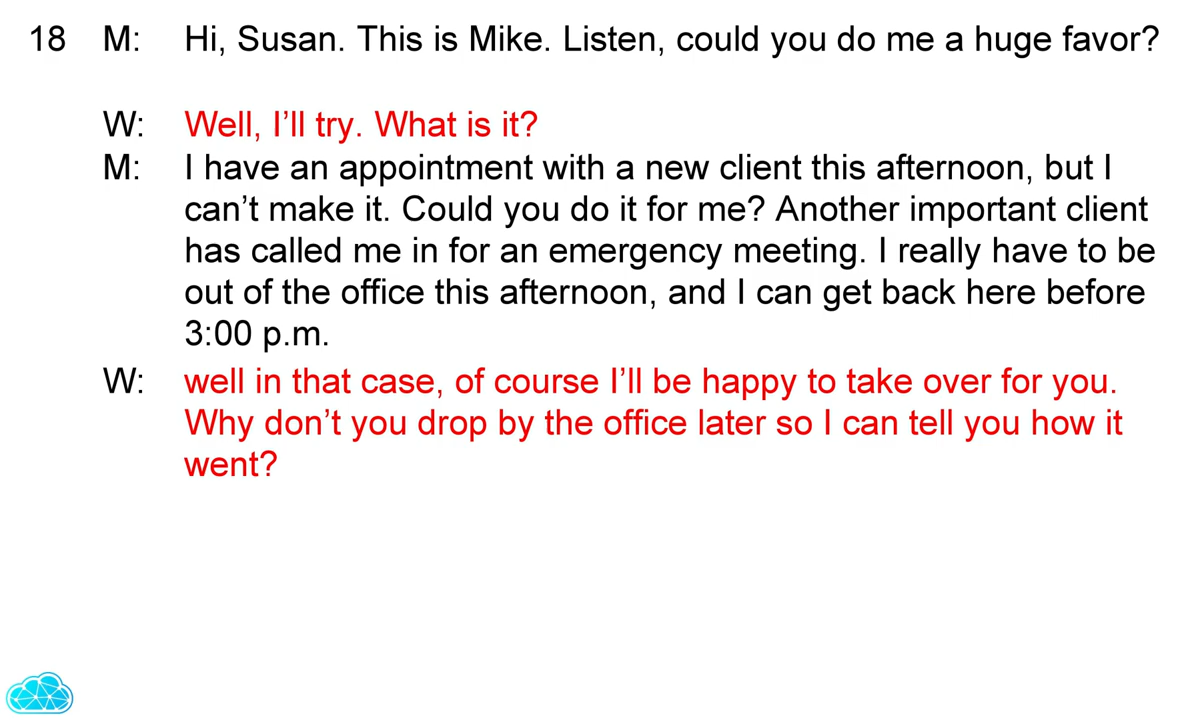 18 M: Hi, Susan. This is Mike. Listen, could you do me a huge favor?
W: Well, I’ll try. What is it?
M: I have an appointment with a new client this afternoon, but I
can’t make it. Could you do it for me? Another important client
has called me in for an emergency meeting. I really have to be
out of the office this afternoon, and I can get back here before
3:00 p.m.
W: well in that case, of course I’ll be happy to take over for you.
Why don’t you drop by the office later so I can tell you how it
went?